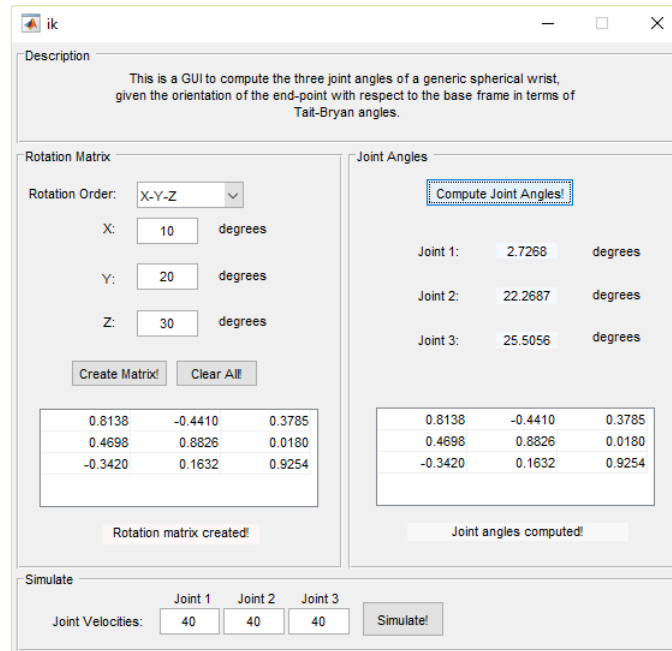 ik
Description
This is a GUI to compute the three joint angles of a generic spherical wrist,
given the orientation of the end-point with respect to the base frame in terms of
Tait-Bryan angles.
Rotation Matrix
Rotation Order: X-Y-Z
X: 10 degrees
Y: 20 degrees
Z: 30 degrees
Create Matrix! Clear All!
0.8138 -0.4410 0.3785
0.4698 0.8826 0.0180
-0.3420 0.1632 0.9254
Rotation matrix created!
Joint Angles
Compute Joint Angles!
Joint 1: 2.7268 degrees
Joint 2: 22.2687 degrees
Joint 3: 25.5056 degrees
0.8138 -0.4410 0.3785
0.4698 0.8826 0.0180
-0.3420 0.1632 0.9254
Joint angles computed!
Simulate
Joint 1 Joint 2 Joint 3
Joint Velocities: 40 40 40 Simulate!